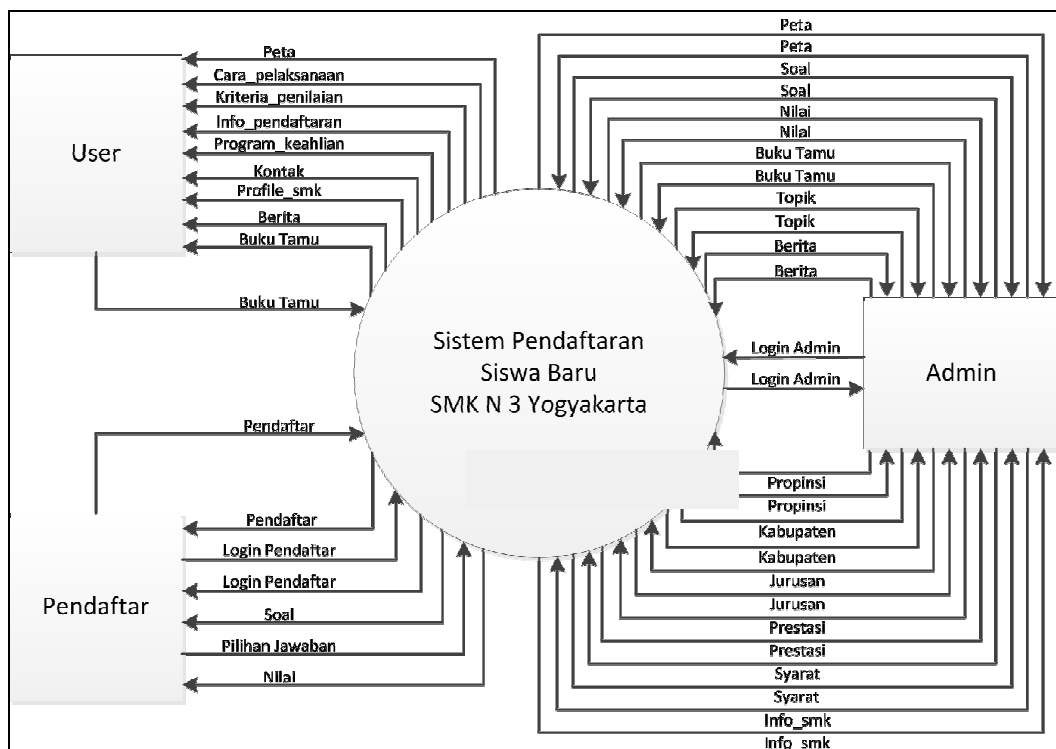 User
Peta
Cara_pelaksanaan
Kriteria_penilaian
Info_pendaftaran
Program_keahlian
Kontak
Profile_smk
Berita
Buku Tamu
Buku Tamu
Sistem Pendaftaran
Siswa Baru
SMK N 3 Yogyakarta
Pendaftar
Pendaftar
Pendaftar
Login Pendaftar
Login Pendaftar
Soal
Pilihan Jawaban
Nilai
Peta
Peta
Soal
Soal
Nilai
Nilai
Buku Tamu
Buku Tamu
Topik
Topik
Berita
Berita
Login Admin
Login Admin
Admin
Propinsi
Propinsi
Kabupaten
Kabupaten
Jurusan
Jurusan
Prestasi
Prestasi
Syarat
Syarat
Info_smk
Info_smk